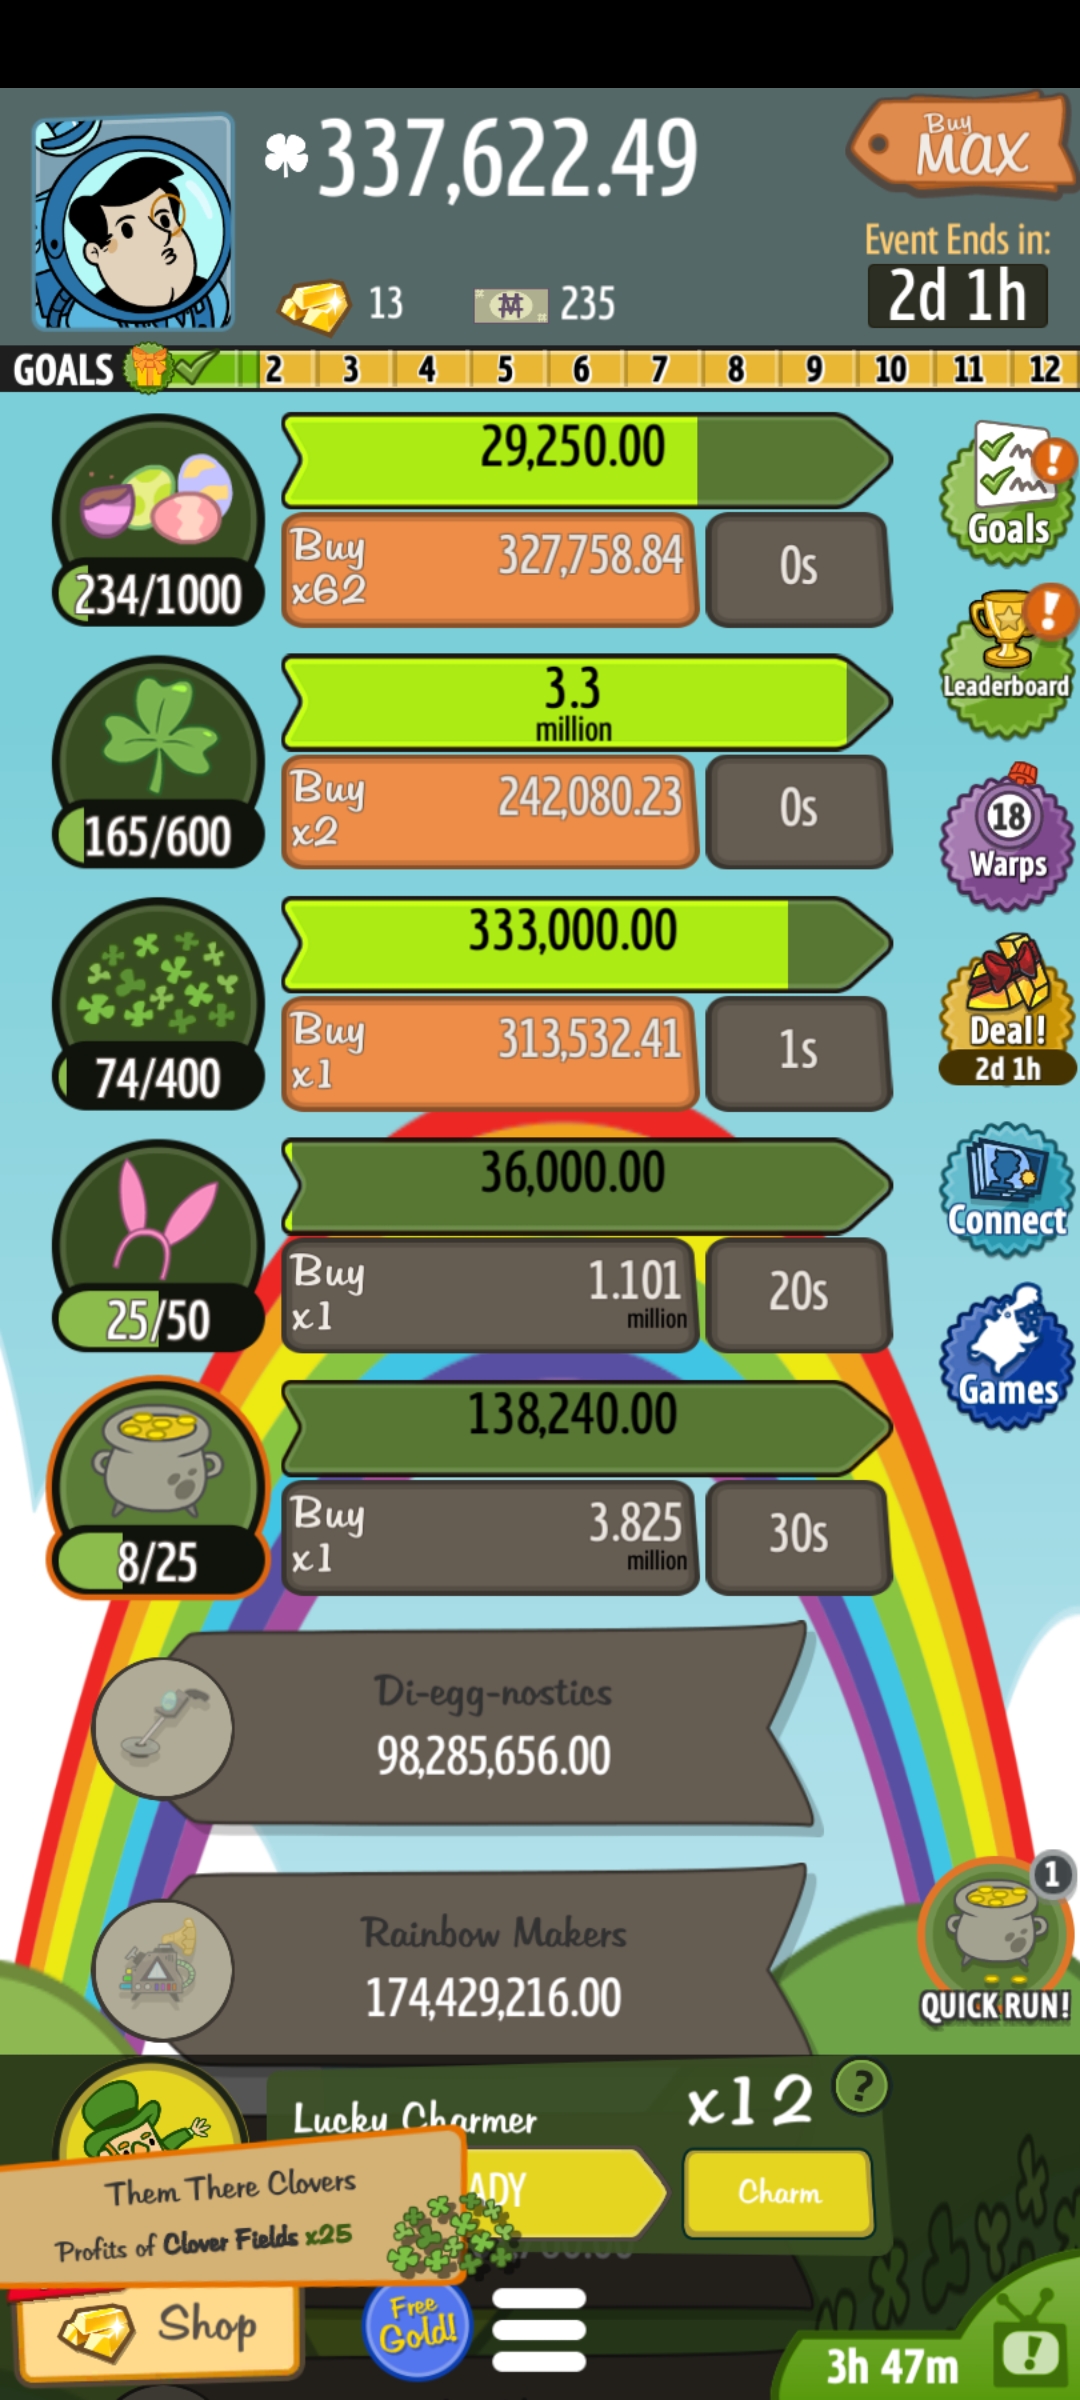 337,622.49
Buy
MAX
Event Ends in:
2d 1h
13
235
GOALS 2 3 4 5 6 7 8 9 10 11 12
29,250.00
Buy
x62
327,758.84
0s
234/1000
Goals
3.3
million
Buy
x2
242,080.23
0s
165/600
Leaderboard
18
Warps
333,000.00
Buy
x1
313,532.41
1s
74/400
Deal!
2d 1h
36,000.00
Buy
x1
1.101
million
20s
25/50
Connect
138,240.00
Buy
x1
3.825
million
30s
8/25
Games
Di-egg-nostics
98,285,656.00
Rainbow Makers
174,429,216.00
1
QUICK RUN!
Lucky Charmer
x12
?
ADY
Charm
Them There Clovers
Profits of Clover Fields x25
Shop
Free
Gold!
3h 47m
!